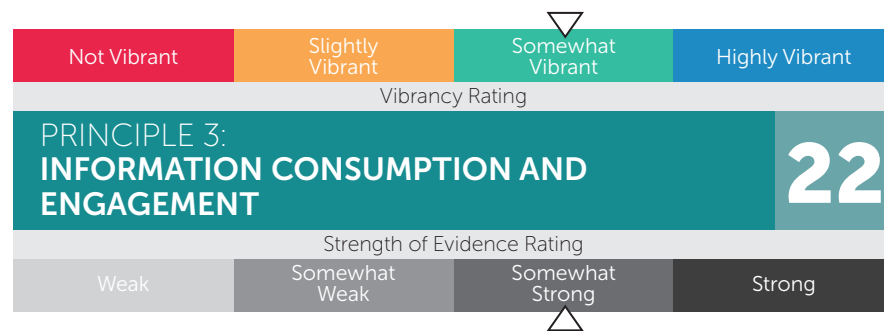 Not Vibrant
Slightly
Vibrant
Somewhat
Vibrant
Highly Vibrant
Vibrancy Rating
PRINCIPLE 3:
INFORMATION CONSUMPTION AND
ENGAGEMENT
22
Strength of Evidence Rating
Weak
Somewhat
Weak
Somewhat
Strong
Strong